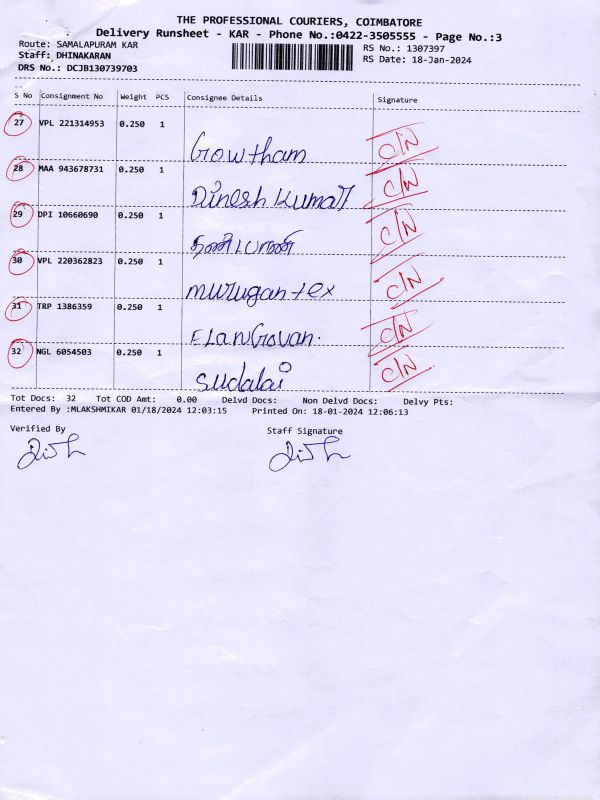 THE PROFESSIONAL COURIERS, COIMBATORE
Delivery Runsheet - KAR - Phone No.:0422-3505555 - Page No.:3
Route: SAMALAPURAM KAR
RS No.: 1307397
Staff: DHINAKARAN
RS Date: 18-Jan-2024
DRS No.: DCJB130739703
S No Consignment No Weight PCS Consignee Details Signature
27 VPL 221314953 0.250 1
Gowtham C/N
28 MAA 943678731 0.250 1
Dinesh Kumar C/N
29 DPI 10660690 0.250 1
C/N
30 VPL 220362823 0.250 1
murugan tex C/N
31 TRP 1386359 0.250 1
ElanGovan. C/N
32 NGL 6054503 0.250 1
Sudalai C/N
Tot Docs: 32 Tot COD Amt: 0.00 Delvd Docs: Non Delvd Docs: Delvy Pts:
Entered By :MLAKSHMIKAR 01/18/2024 12:03:15 Printed On: 18-01-2024 12:06:13
Verified By Staff Signature